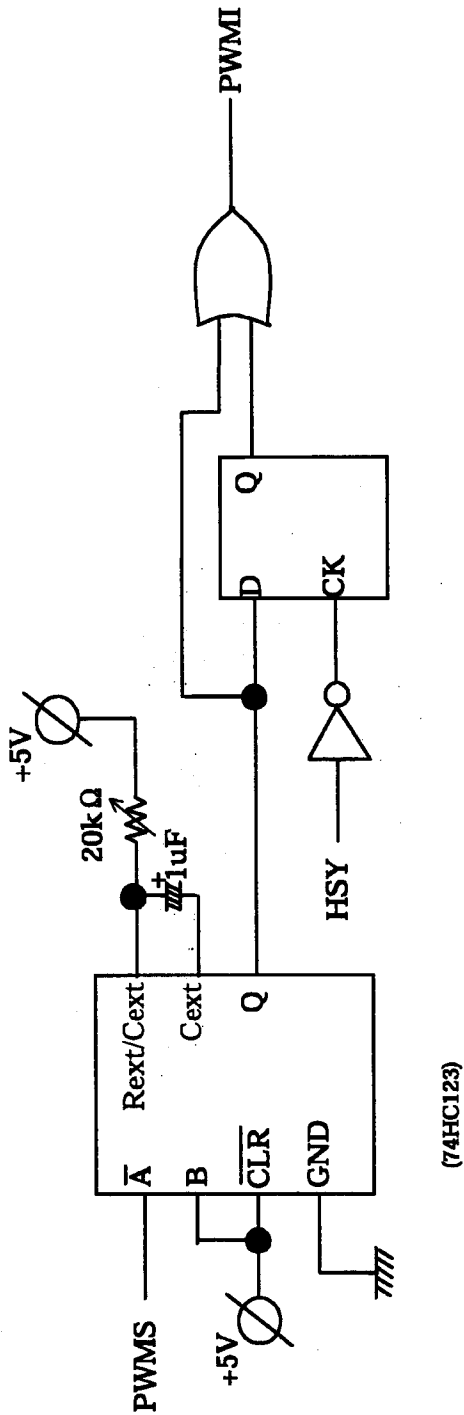 PWMS
+5V
A
B
CLR
GND
Rext/Cext
Cext
Q
(74HC123)
20kΩ
+5V
+
1uF
HSY
D
CK
Q
PWMI